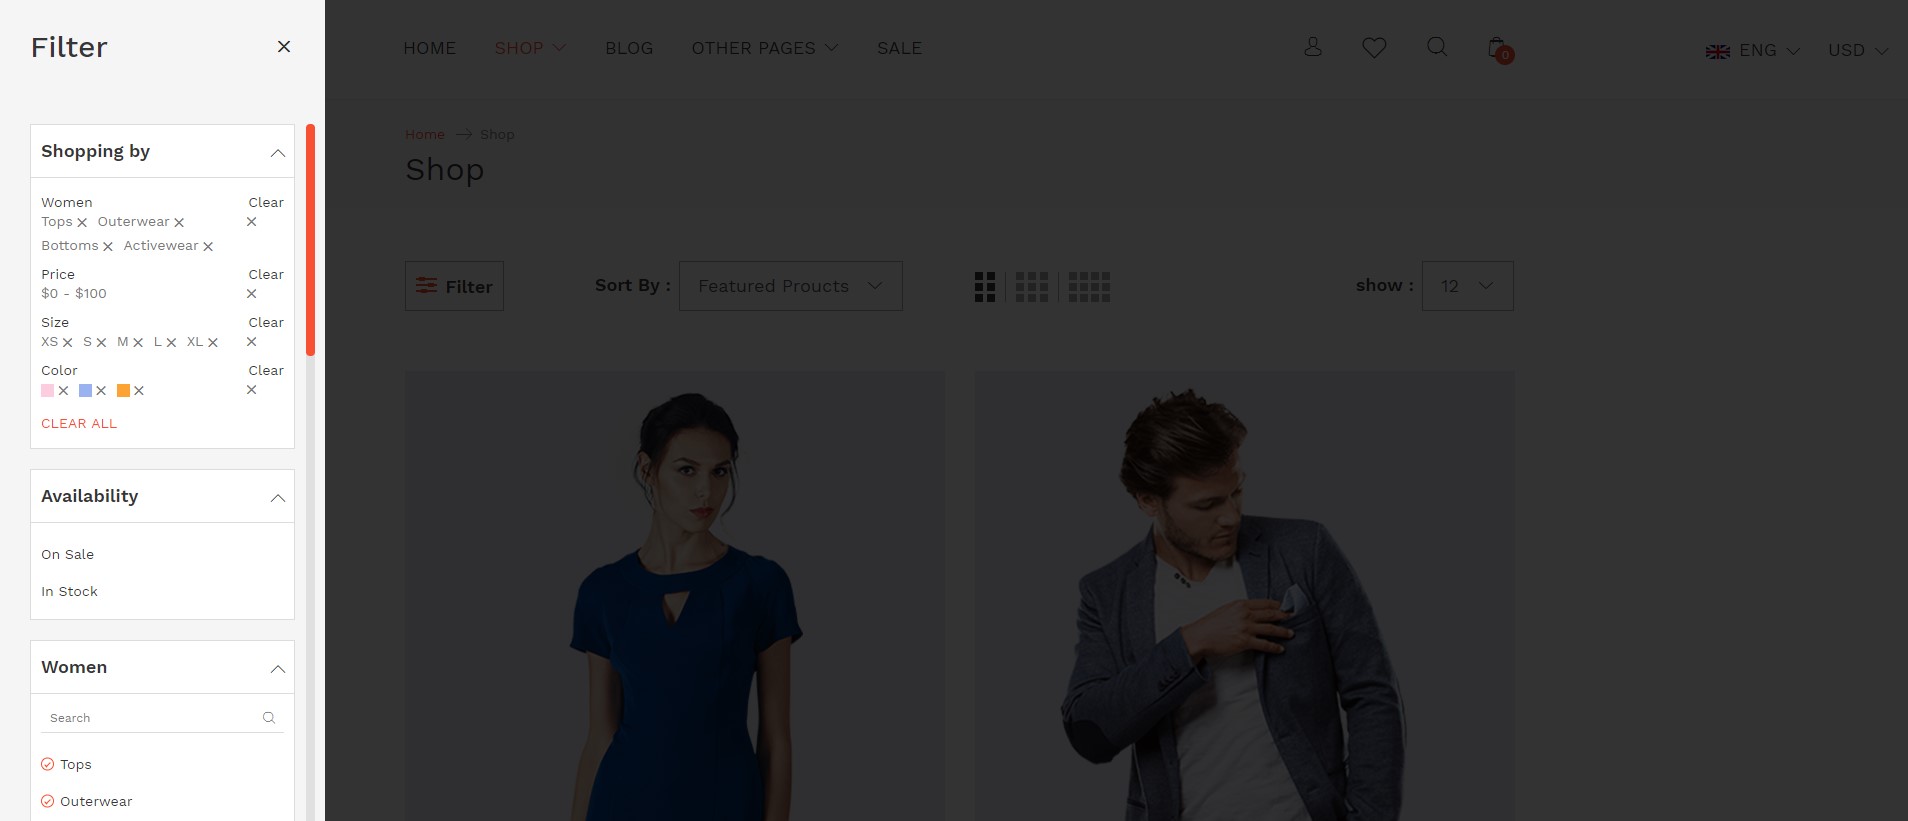 Filter
HOME SHOP BLOG OTHER PAGES SALE
0
ENG USD
Home Shop
Shop
Shopping by
Women Clear
Tops Outerwear
Bottoms Activewear
Price Clear
$0 - $100
Size Clear
XS S M L XL
Color Clear
CLEAR ALL
Filter Sort By : Featured Proucts show : 12
Availability
On Sale
In Stock
Women
Search
Tops
Outerwear